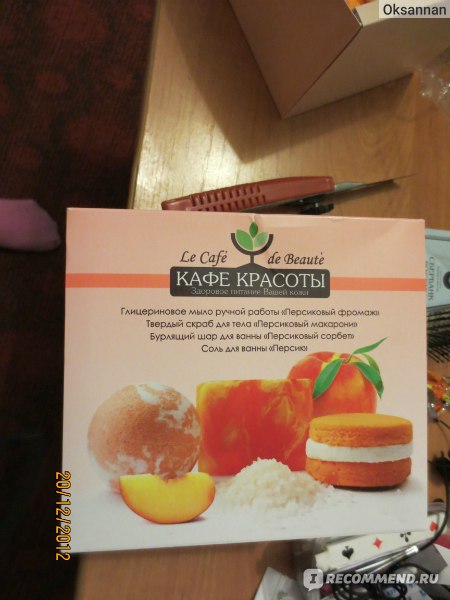 Oksannan
Le Café de Beauté
КАФЕ КРАСОТЫ
Здоровое питание Вашей кожи
Глицериновое мыло ручной работы «Персиковый фромаж»
Твердый скраб для тела «Персиковый макарони»
Бурлящий шар для ванны «Персиковый сорбет»
Соль для ванны «Персик»
20/12/2012
I RECOMMEND.RU